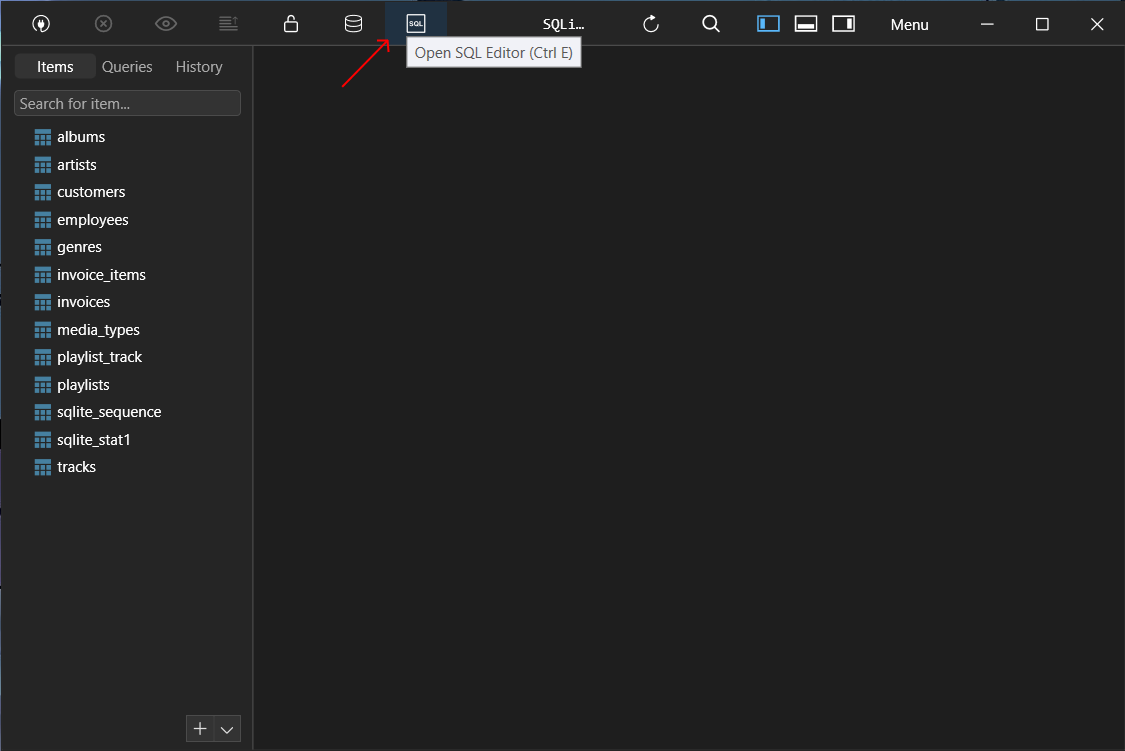 SQL SQLi… Menu
Open SQL Editor (Ctrl E)
Items Queries History
Search for item...
albums
artists
customers
employees
genres
invoice_items
invoices
media_types
playlist_track
playlists
sqlite_sequence
sqlite_stat1
tracks